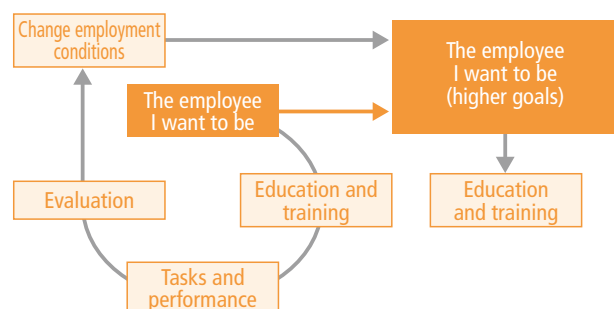 Change employment
conditions
The employee
I want to be
(higher goals)
The employee
I want to be
Evaluation
Education and
training
Education
and training
Tasks and
performance